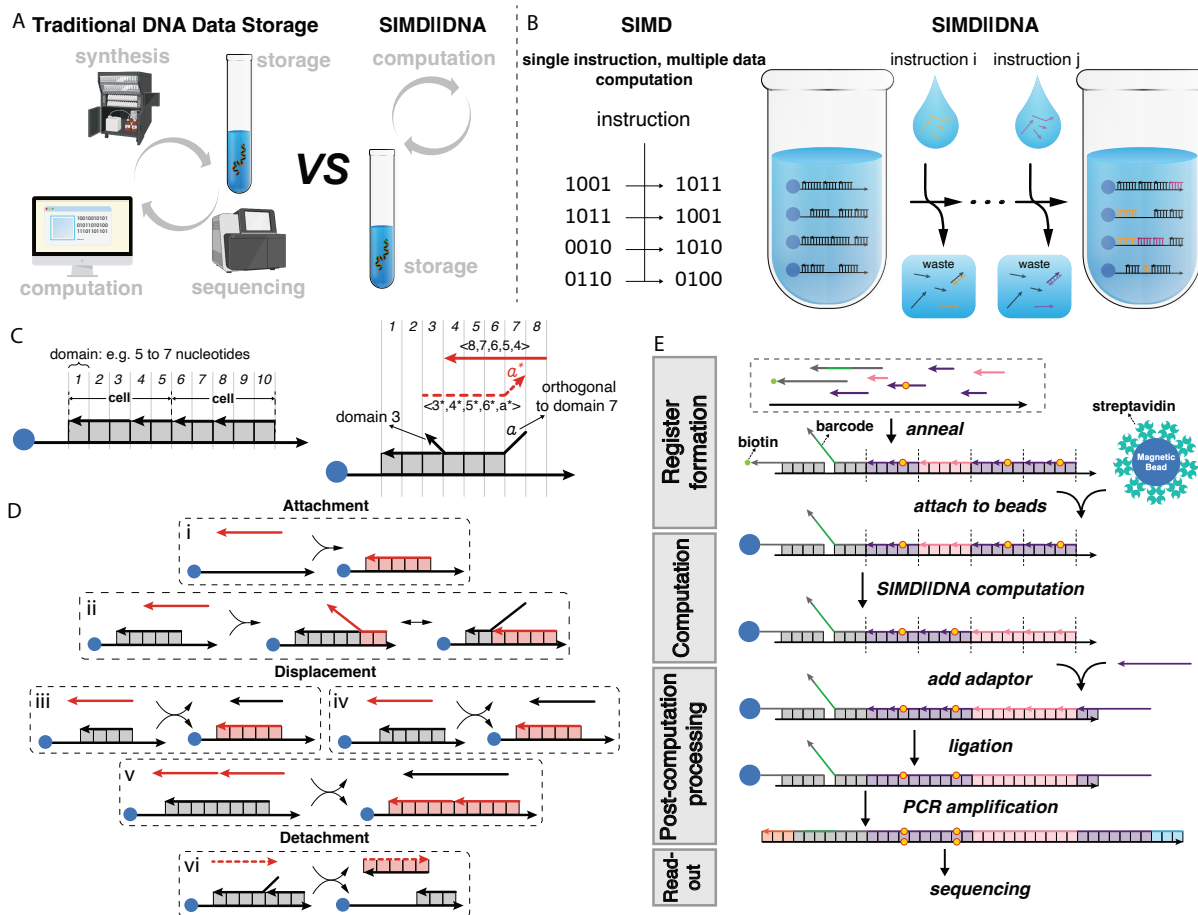 A
Traditional DNA Data Storage
SIMD||DNA
synthesis
storage
computation
VS
10010010101
01011010100
11101101101
computation
sequencing
storage
B
SIMD
SIMD||DNA
single instruction, multiple data
computation
instruction
1001 1011
1011 1001
0010 1010
0110 0100
instruction i
instruction j
waste
waste
C
domain: e.g. 5 to 7 nucleotides
1 2 3 4 5 6 7 8 9 10
cell cell
1 2 3 4 5 6 7 8
<8,7,6,5,4>
a*
<3*,4*,5*,6*,a*>
domain 3
a
orthogonal
to domain 7
D
Attachment
i
ii
Displacement
iii
iv
v
Detachment
vi
E
Register
formation
Computation
Post-computation
processing
Read-
out
anneal
biotin
barcode
streptavidin
Magnetic
Bead
attach to beads
SIMD||DNA computation
add adaptor
ligation
PCR amplification
sequencing